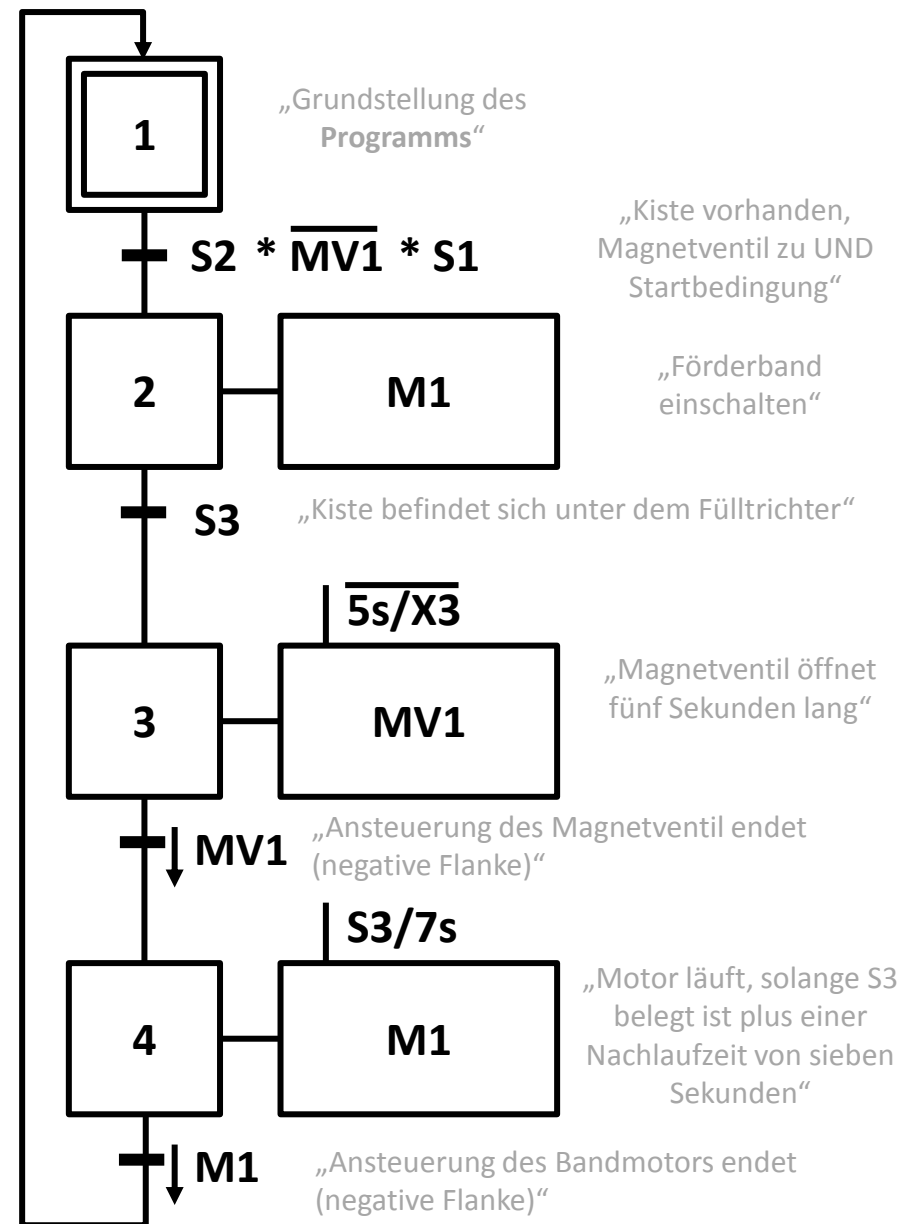 1
„Grundstellung des
Programms“
S2 * M̅V̅1̅ * S1
„Kiste vorhanden,
Magnetventil zu UND
Startbedingung“
2
M1
„Förderband
einschalten“
S3
„Kiste befindet sich unter dem Fülltrichter“
5̅s̅/̅X̅3̅
3
MV1
„Magnetventil öffnet
fünf Sekunden lang“
↓ MV1
„Ansteuerung des Magnetventil endet
(negative Flanke)“
S3/7s
4
M1
„Motor läuft, solange S3
belegt ist plus einer
Nachlaufzeit von sieben
Sekunden“
↓ M1
„Ansteuerung des Bandmotors endet
(negative Flanke)“